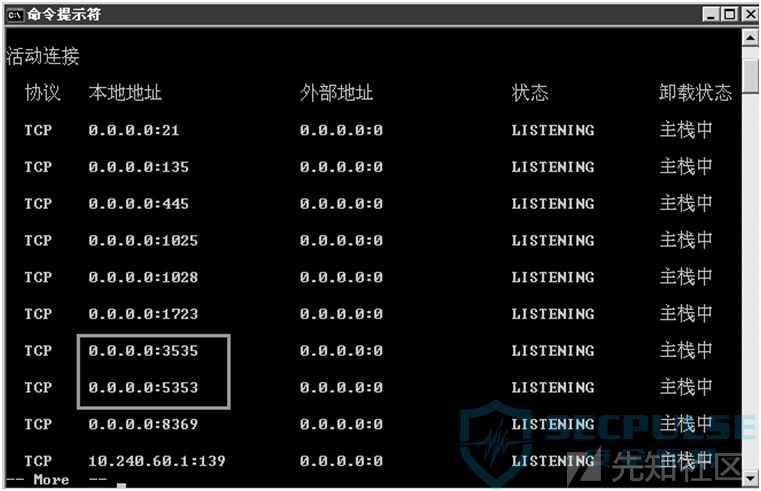 命令提示符
活动连接
协议 本地地址 外部地址 状态 卸载状态
TCP 0.0.0.0:21 0.0.0.0:0 LISTENING 主栈中
TCP 0.0.0.0:135 0.0.0.0:0 LISTENING 主栈中
TCP 0.0.0.0:445 0.0.0.0:0 LISTENING 主栈中
TCP 0.0.0.0:1025 0.0.0.0:0 LISTENING 主栈中
TCP 0.0.0.0:1028 0.0.0.0:0 LISTENING 主栈中
TCP 0.0.0.0:1723 0.0.0.0:0 LISTENING 主栈中
TCP 0.0.0.0:3535 0.0.0.0:0 LISTENING 主栈中
TCP 0.0.0.0:5353 0.0.0.0:0 LISTENING 主栈中
TCP 0.0.0.0:8369 0.0.0.0:0 LISTENING 主栈中
TCP 10.240.60.1:139 0.0.0.0:0 LISTENING 主栈中
-- More --
SECPULSE
先知社区